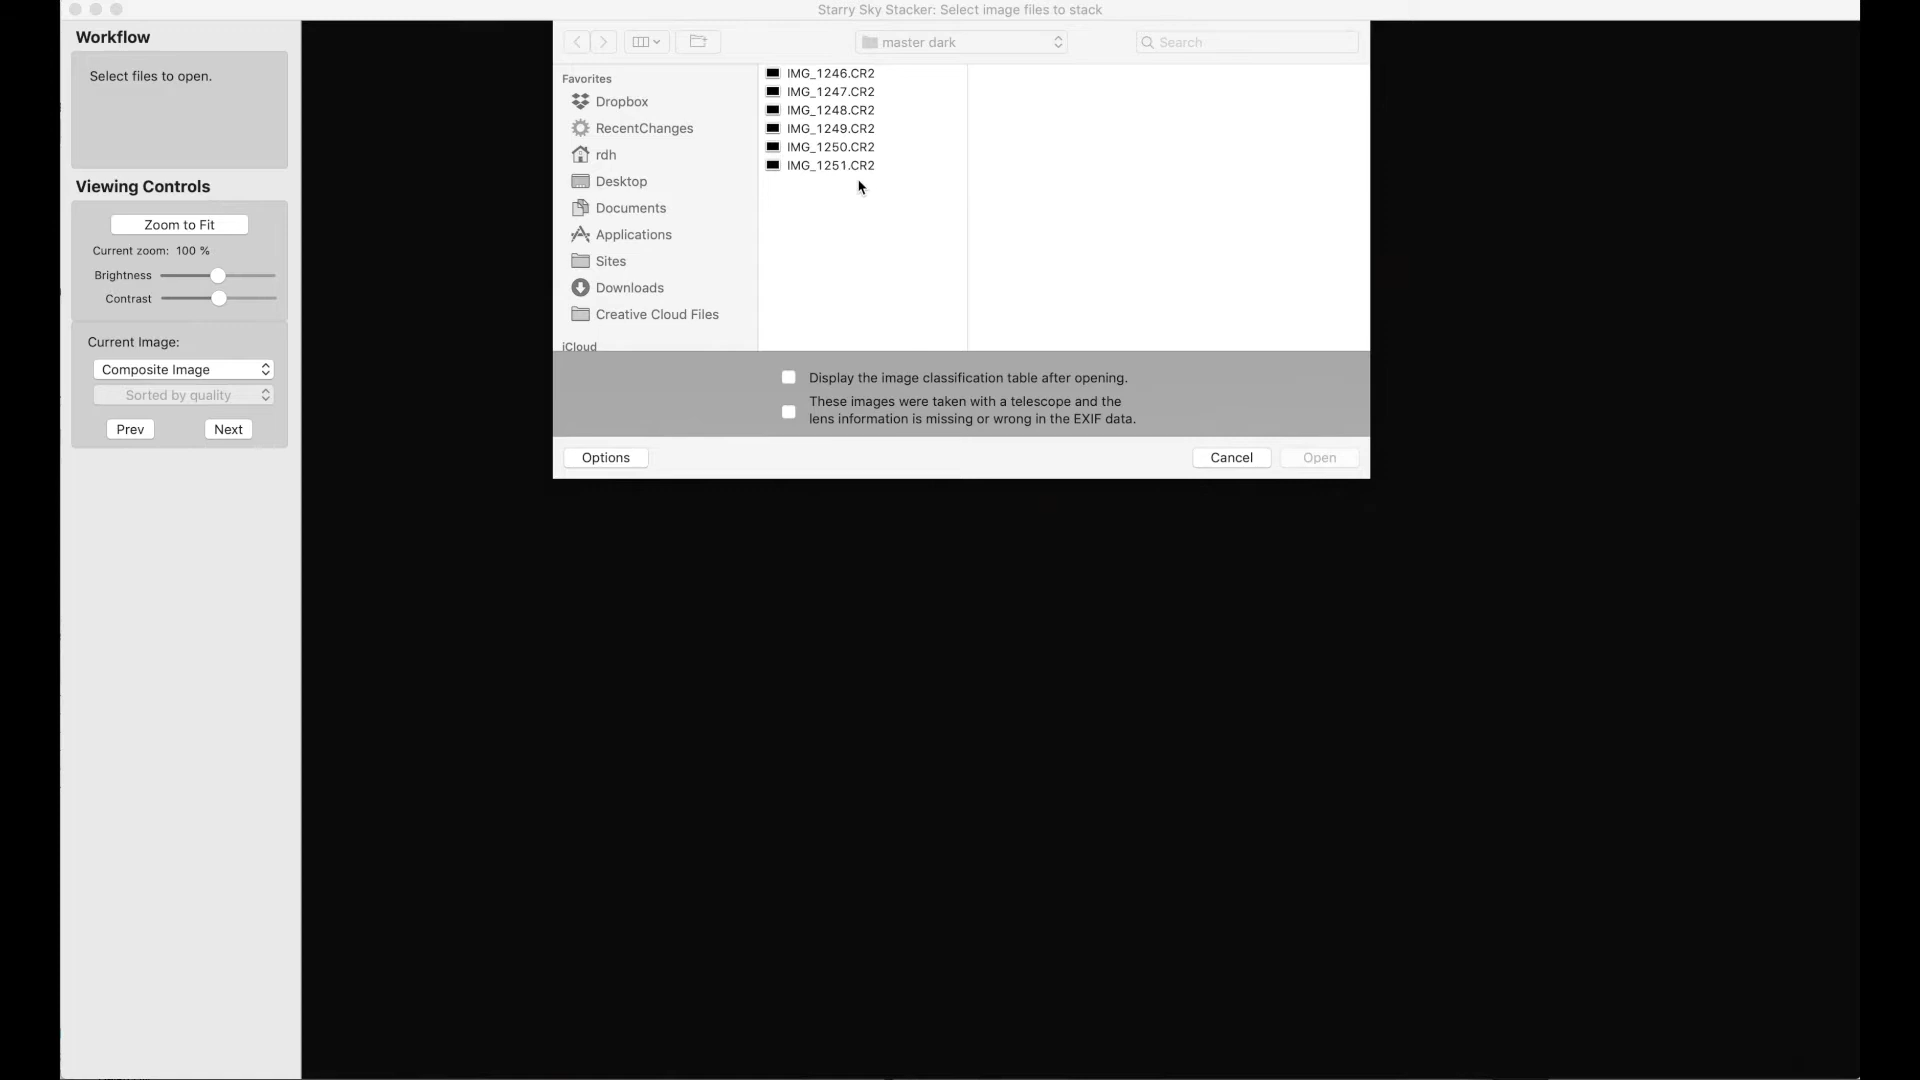 Starry Sky Stacker: Select image files to stack
Workflow
Select files to open.
Viewing Controls
Zoom to Fit
Current zoom: 100 %
Brightness
Contrast
Current Image:
Composite Image
Sorted by quality
Prev
Next
master dark
Search
Favorites
Dropbox
RecentChanges
rdh
Desktop
Documents
Applications
Sites
Downloads
Creative Cloud Files
iCloud
IMG_1246.CR2
IMG_1247.CR2
IMG_1248.CR2
IMG_1249.CR2
IMG_1250.CR2
IMG_1251.CR2
Display the image classification table after opening.
These images were taken with a telescope and the
lens information is missing or wrong in the EXIF data.
Options
Cancel
Open